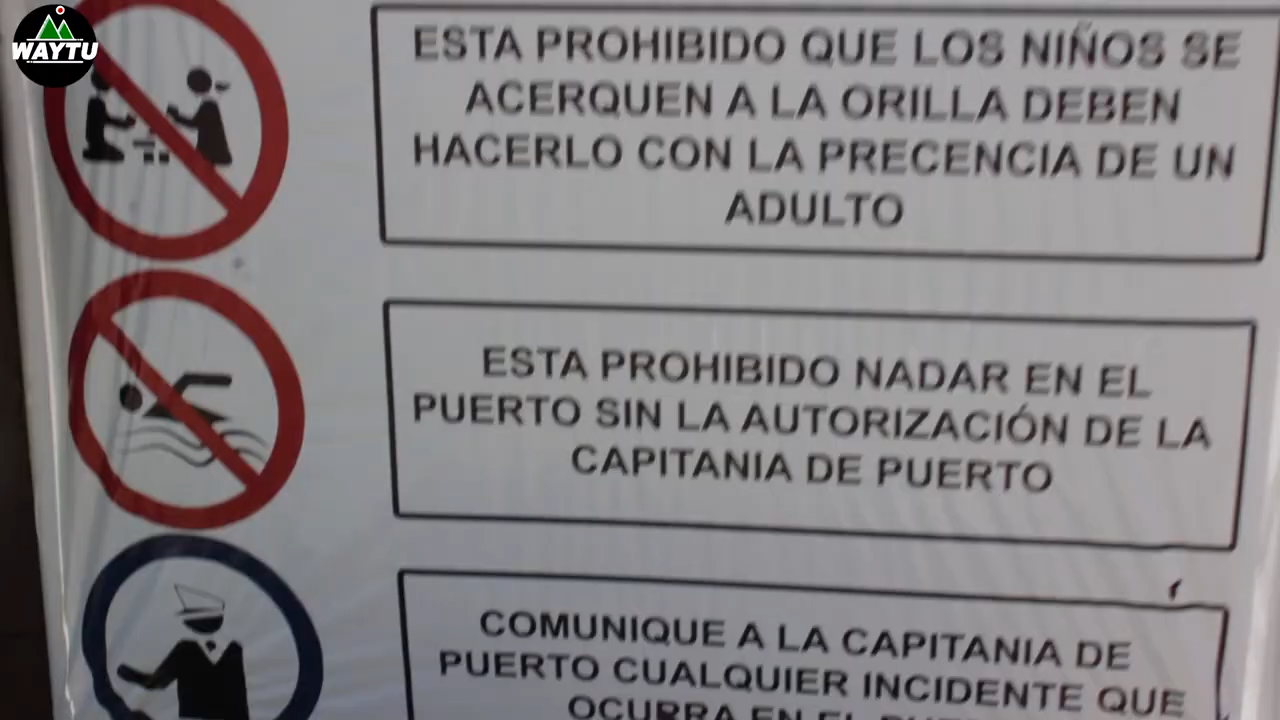 WAYTU
ESTA PROHIBIDO QUE LOS NIÑOS SE
ACERQUEN A LA ORILLA DEBEN
HACERLO CON LA PRECENCIA DE UN
ADULTO
ESTA PROHIBIDO NADAR EN EL
PUERTO SIN LA AUTORIZACIÓN DE LA
CAPITANIA DE PUERTO
COMUNIQUE A LA CAPITANIA DE
PUERTO CUALQUIER INCIDENTE QUE
OCURRA EN EL